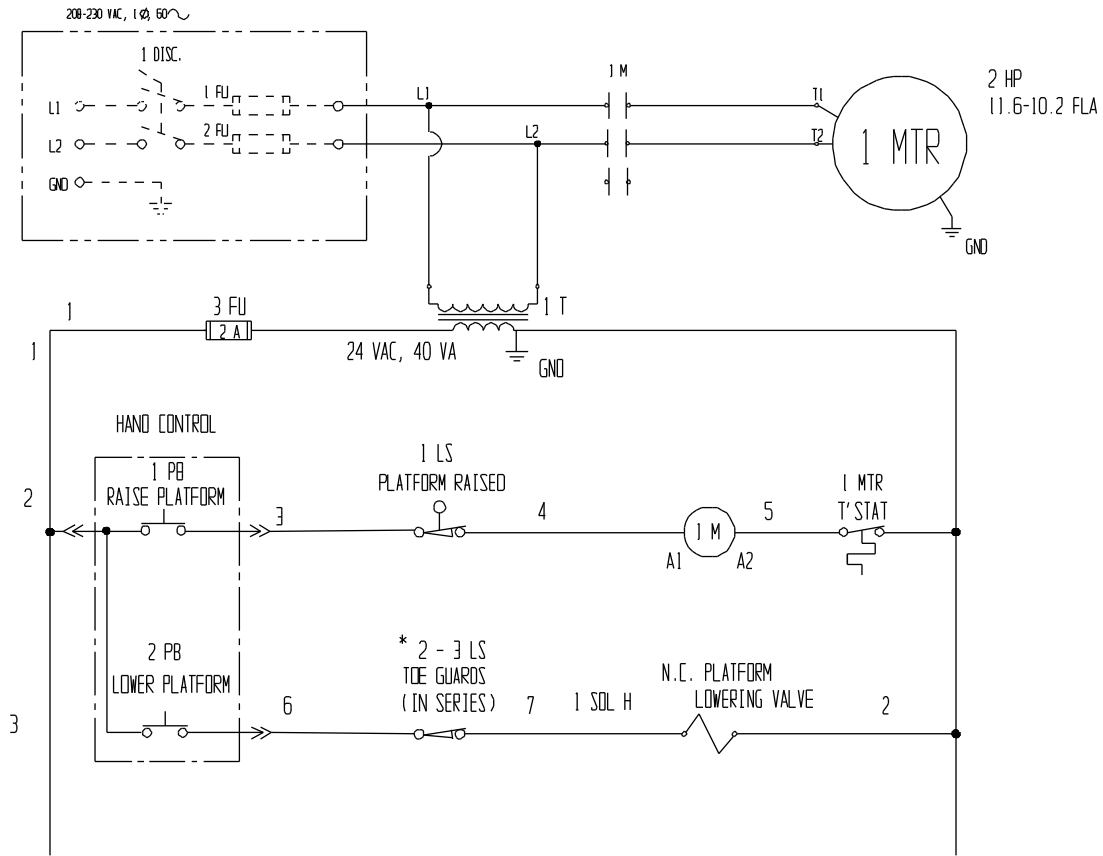 208-230 VAC, 1Ø, 60
1 DISC.
L1
1 FU
L2
2 FU
GND
L1
L2
1 M
T1
T2
1 MTR
2 HP
11.6-10.2 FLA
GND
1
3 FU
2 A
1 T
24 VAC, 40 VA
GND
1
HAND CONTROL
1 PB
RAISE PLATFORM
2
3
1 LS
PLATFORM RAISED
4
1 M
A1
A2
5
1 MTR
T'STAT
2 PB
LOWER PLATFORM
3
6
* 2 - 3 LS
TOE GUARDS
(IN SERIES)
7
1 SOL H
N.C. PLATFORM
LOWERING VALVE
2